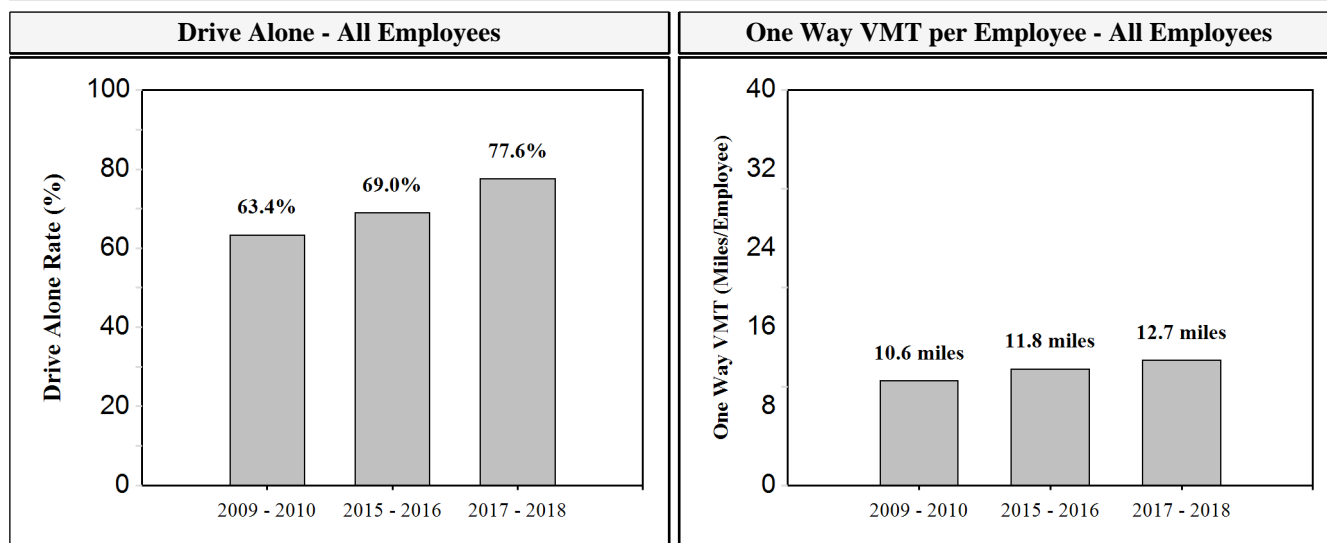 Drive Alone - All Employees
One Way VMT per Employee - All Employees
Drive Alone Rate (%)
100
80
60
40
20
0
63.4%
69.0%
77.6%
2009 - 2010
2015 - 2016
2017 - 2018
One Way VMT (Miles/Employee)
40
32
24
16
8
0
10.6 miles
11.8 miles
12.7 miles
2009 - 2010
2015 - 2016
2017 - 2018